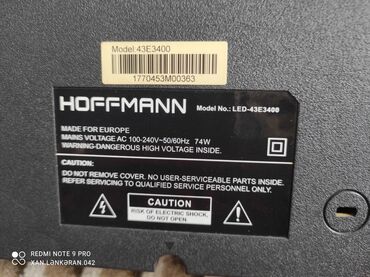 Model:43E3400
1770453M00363
HOFFMANN
Model No.: LED-43E3400
MADE FOR EUROPE
MAINS VOLTAGE AC 100-240V~50/60Hz 74W
WARNING-DANGEROUS HIGH VOLTAGE INSIDE.
CAUTION:
DO NOT REMOVE COVER. NO USER-SERVICEABLE PARTS INSIDE.
REFER SERVICING TO QUALIFIED SERVICE PERSONNEL ONLY.
CAUTION
RISK OF ELECTRIC SHOCK,
DO NOT OPEN.
REDMI NOTE 9 PRO
XAN LƏNKƏRAN.042